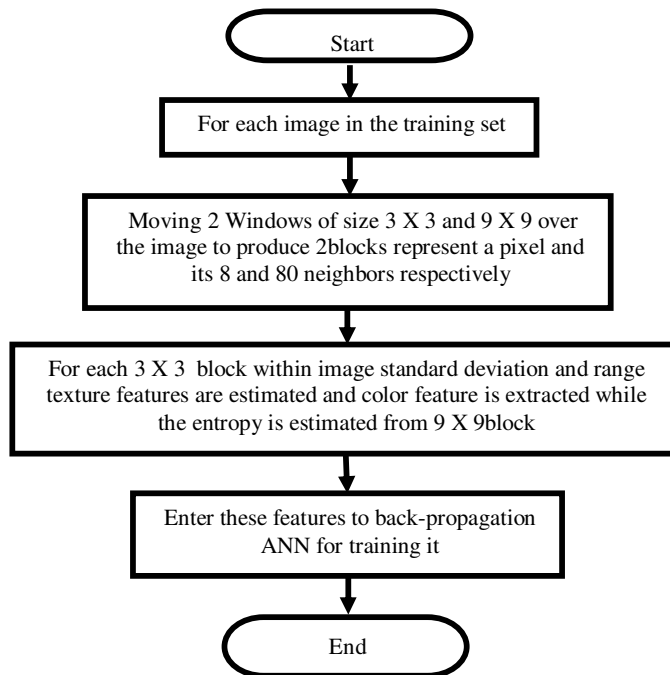 Start
For each image in the training set
Moving 2 Windows of size 3 X 3 and 9 X 9 over
the image to produce 2blocks represent a pixel and
its 8 and 80 neighbors respectively
For each 3 X 3 block within image standard deviation and range
texture features are estimated and color feature is extracted while
the entropy is estimated from 9 X 9block
Enter these features to back-propagation
ANN for training it
End